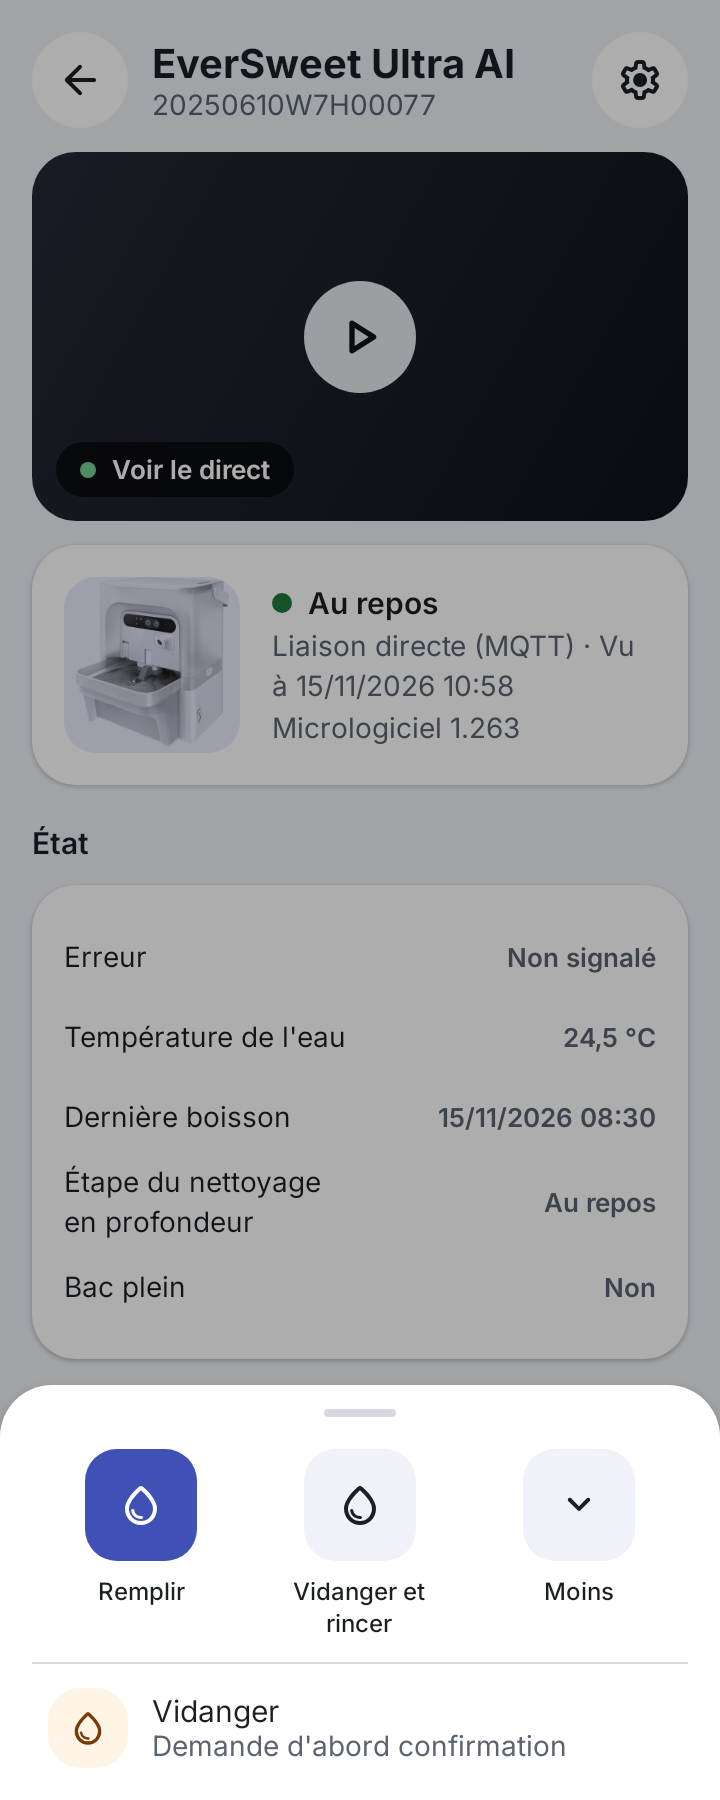 EverSweet Ultra AI
20250610W7H00077
Voir le direct
Au repos
Liaison directe (MQTT) · Vu
à 15/11/2026 10:58
Micrologiciel 1.263
État
Erreur
Non signalé
Température de l'eau
24,5 °C
Dernière boisson
15/11/2026 08:30
Étape du nettoyage
en profondeur
Au repos
Bac plein
Non
Remplir
Vidanger et
rincer
Moins
Vidanger
Demande d'abord confirmation